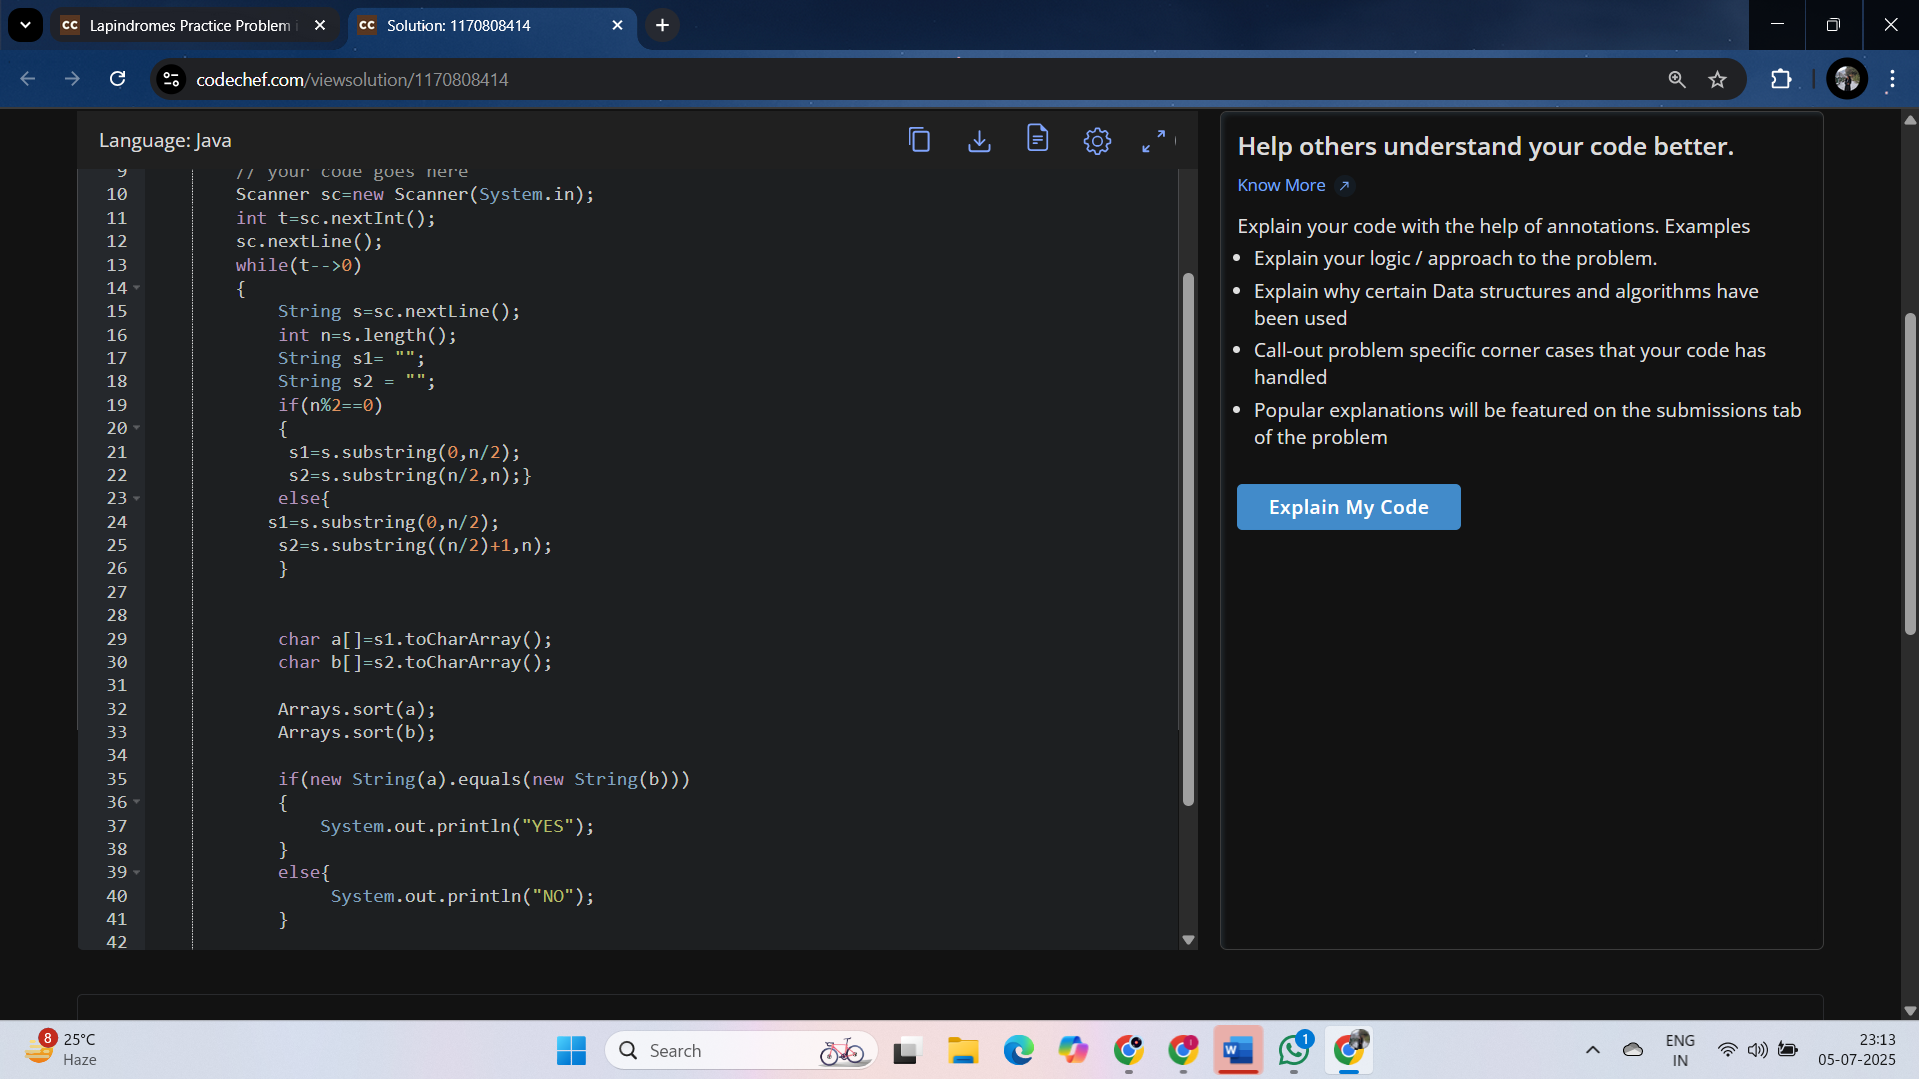 Lapindromes Practice Problem i
Solution: 1170808414
codechef.com/viewsolution/1170808414
Language: Java
9 // your code goes here
10 Scanner sc=new Scanner(System.in);
11 int t=sc.nextInt();
12 sc.nextLine();
13 while(t-->0)
14 {
15 String s=sc.nextLine();
16 int n=s.length();
17 String s1= "";
18 String s2 = "";
19 if(n%2==0)
20 {
21 s1=s.substring(0,n/2);
22 s2=s.substring(n/2,n);}
23 else{
24 s1=s.substring(0,n/2);
25 s2=s.substring((n/2)+1,n);
26 }
27
28
29 char a[]=s1.toCharArray();
30 char b[]=s2.toCharArray();
31
32 Arrays.sort(a);
33 Arrays.sort(b);
34
35 if(new String(a).equals(new String(b)))
36 {
37 System.out.println("YES");
38 }
39 else{
40 System.out.println("NO");
41 }
42
Help others understand your code better.
Know More
Explain your code with the help of annotations. Examples
• Explain your logic / approach to the problem.
• Explain why certain Data structures and algorithms have
been used
• Call-out problem specific corner cases that your code has
handled
• Popular explanations will be featured on the submissions tab
of the problem
Explain My Code
8
25°C
Haze
Search
1
ENG
IN
23:13
05-07-2025